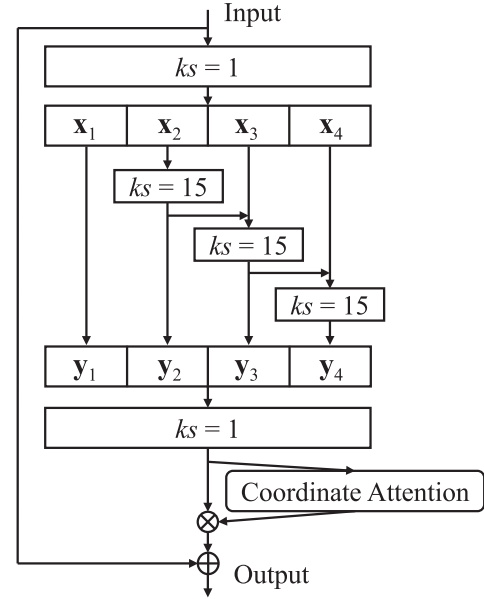 Input
ks = 1
x₁ x₂ x₃ x₄
ks = 15
ks = 15
ks = 15
y₁ y₂ y₃ y₄
ks = 1
Coordinate Attention
Output